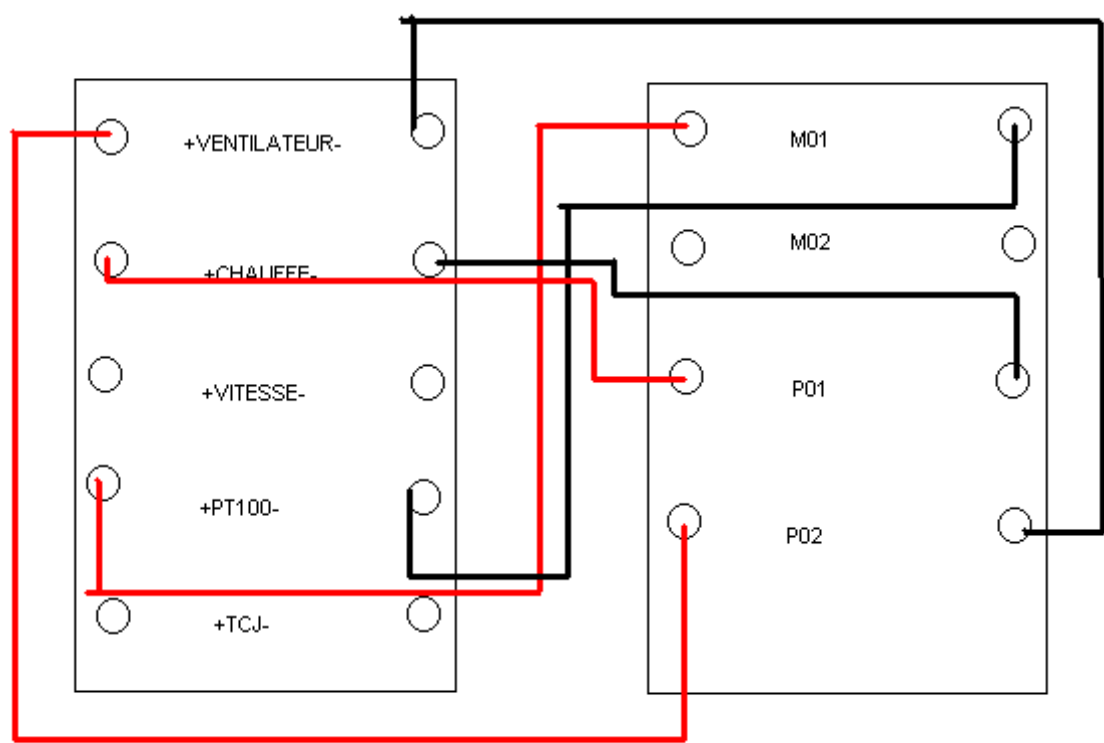 +VENTILATEUR-
+CHAUFFE-
+VITESSE-
+PT100-
+TCJ-
M01
M02
P01
P02